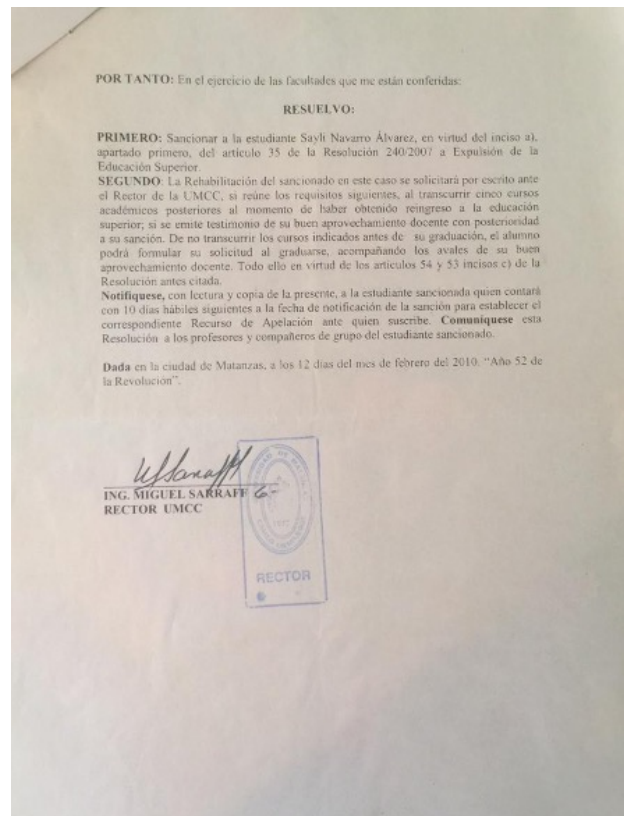 POR TANTO: En el ejercicio de las facultades que me están conferidas:
RESUELVO:
PRIMERO: Sancionar a la estudiante Sayli Navarro Álvarez, en virtud del inciso a),
apartado primero, del artículo 35 de la Resolución 240/2007 a Expulsión de la
Educación Superior.
SEGUNDO: La Rehabilitación del sancionado en este caso se solicitará por escrito ante
el Rector de la UMCC, si reúne los requisitos siguientes, al transcurrir cinco cursos
académicos posteriores al momento de haber obtenido reingreso a la educación
superior; si se emite testimonio de su buen aprovechamiento docente con posterioridad
a su sanción. De no transcurrir los cursos indicados antes de su graduación, el alumno
podrá formular su solicitud al graduarse, acompañando los avales de su buen
aprovechamiento docente. Todo ello en virtud de los artículos 54 y 53 incisos c) de la
Resolución antes citada.
Notifíquese, con lectura y copia de la presente, a la estudiante sancionada quien contará
con 10 días hábiles siguientes a la fecha de notificación de la sanción para establecer el
correspondiente Recurso de Apelación ante quien suscribe. Comuníquese esta
Resolución a los profesores y compañeros de grupo del estudiante sancionado.
Dada en la ciudad de Matanzas, a los 12 días del mes de febrero del 2010. "Año 52 de
la Revolución".
ING. MIGUEL SARRAFF
RECTOR UMCC
RECTOR